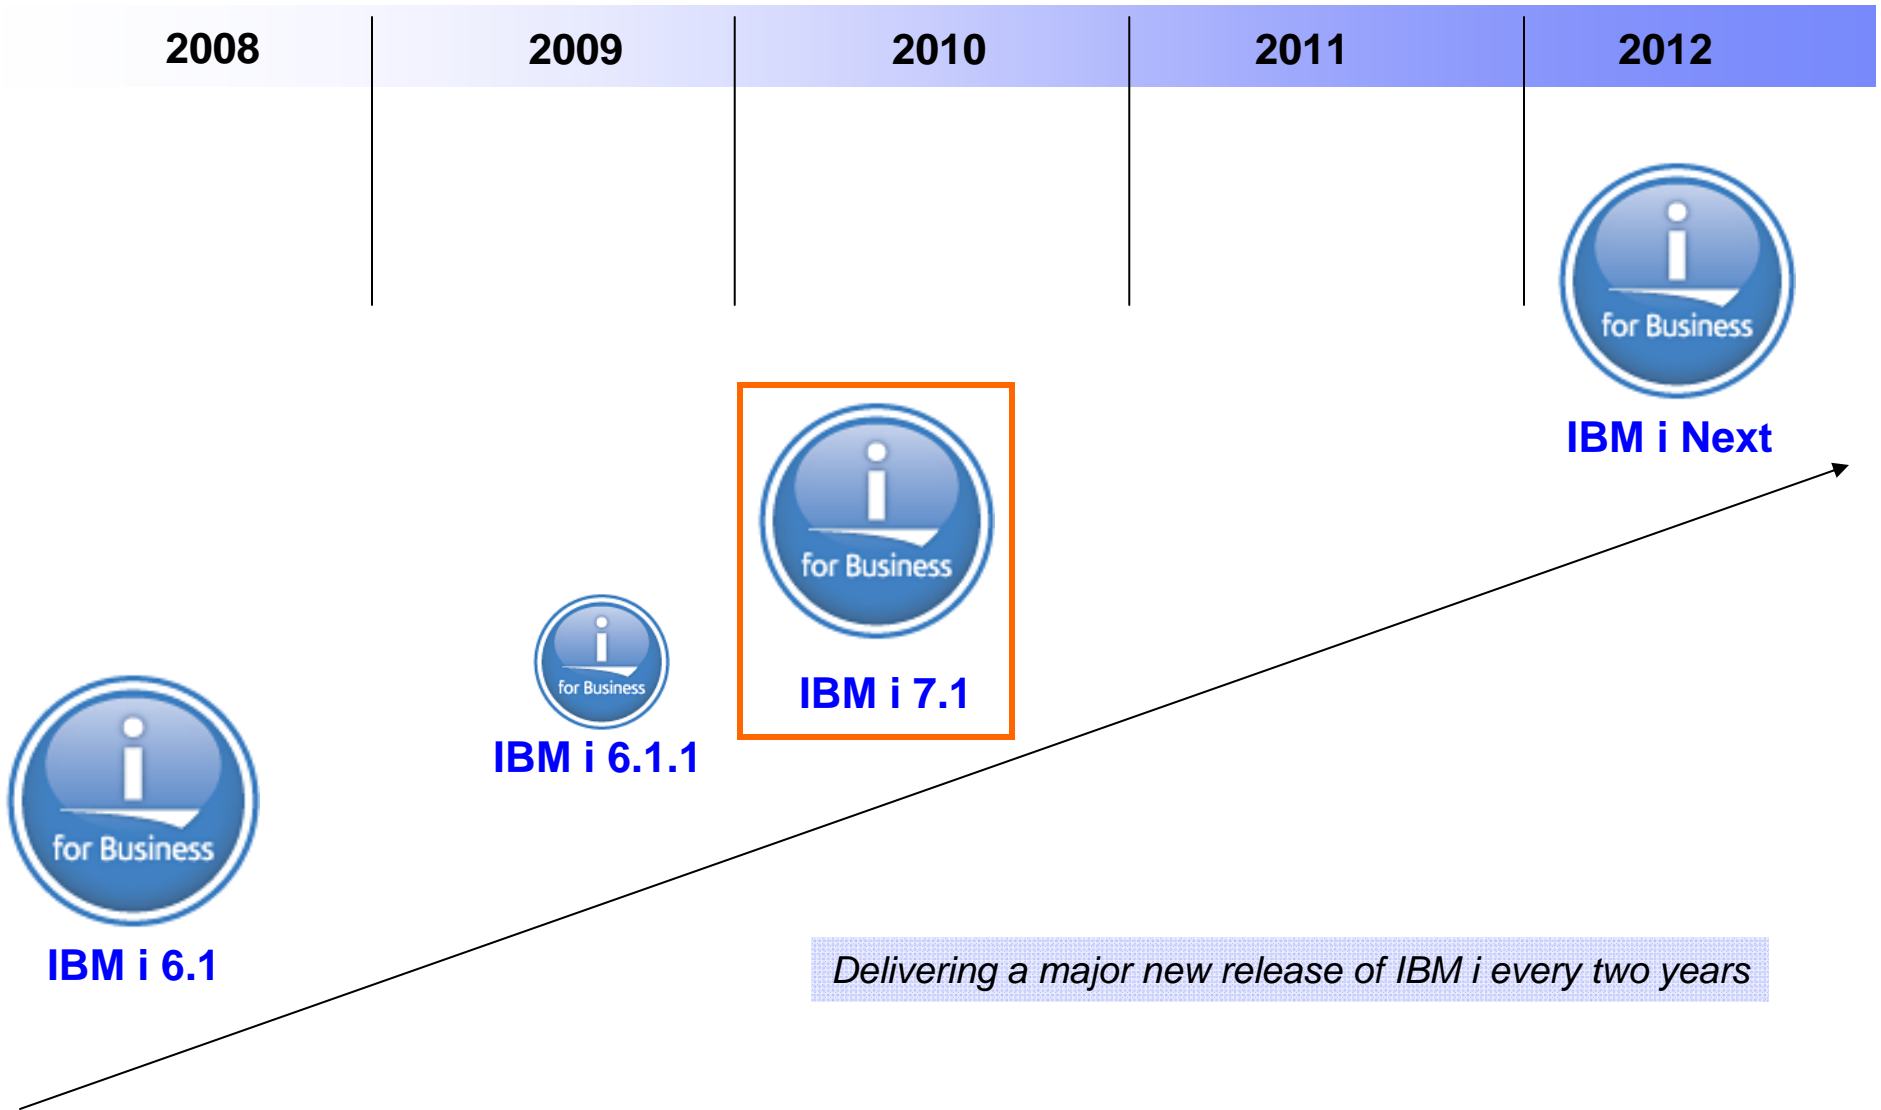 2008 2009 2010 2011 2012
i
for Business
IBM i Next
i
for Business
IBM i 7.1
i
for Business
IBM i 6.1.1
i
for Business
IBM i 6.1
Delivering a major new release of IBM i every two years